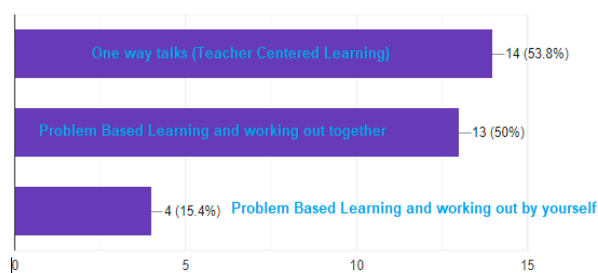 One way talks (Teacher Centered Learning)
14 (53.8%)
Problem Based Learning and working out together
13 (50%)
4 (15.4%)
Problem Based Learning and working out by yourself
0 5 10 15